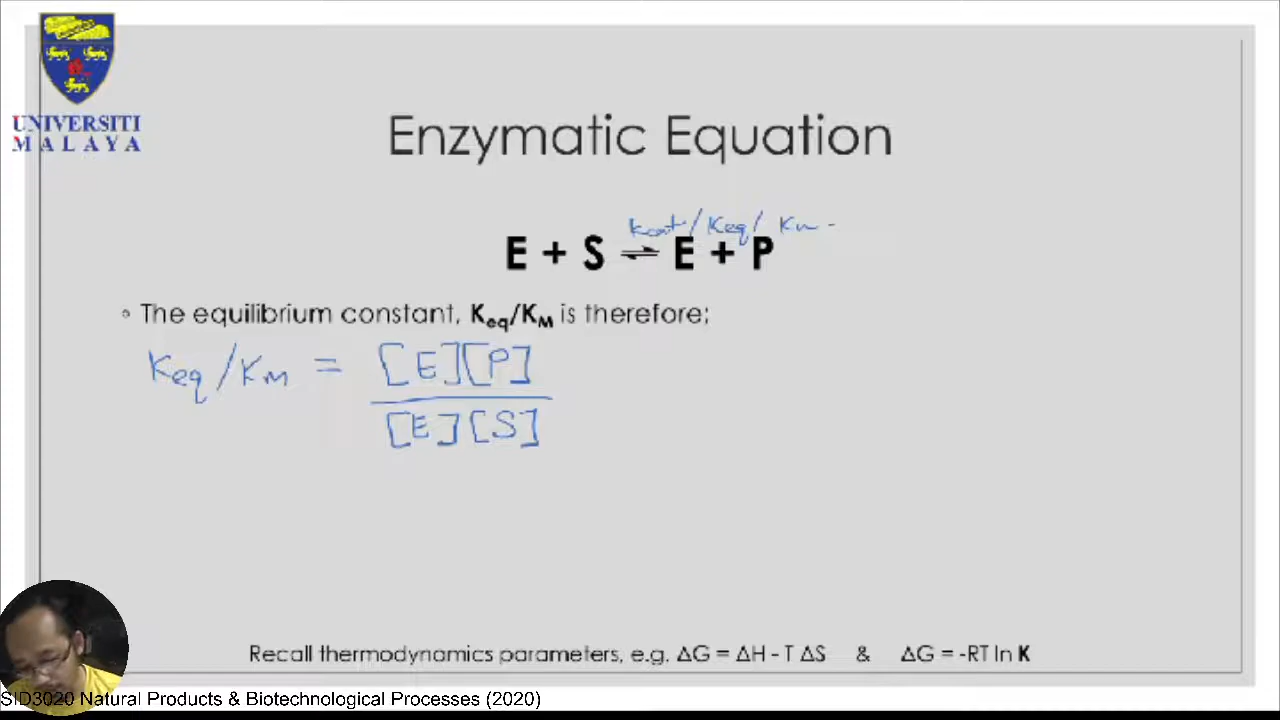 UNIVERSITI
MALAYA
Enzymatic Equation
kcat / Keq / KM
E + S ⇌ E + P
◦ The equilibrium constant, Keq/KM is therefore;
Keq / KM = [E][P]
[E][S]
Recall thermodynamics parameters, e.g. ΔG = ΔH - T ΔS & ΔG = -RT ln K
SID3020 Natural Products & Biotechnological Processes (2020)